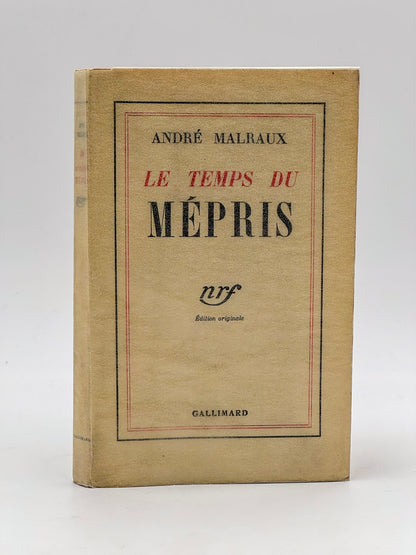 ANDRÉ MALRAUX
LE TEMPS DU
MÉPRIS
nrf
Édition originale
GALLIMARD